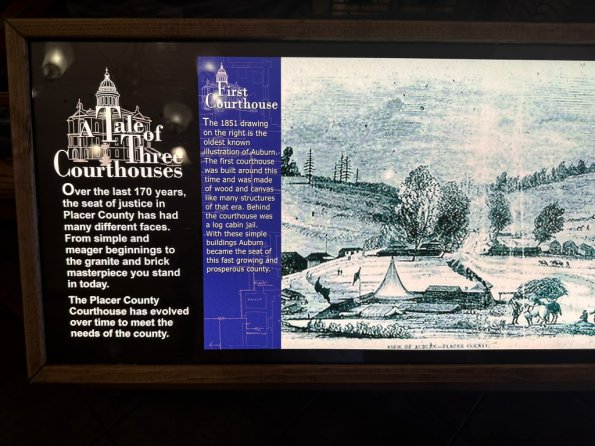 A Tale of
Three
Courthouses
Over the last 170 years,
the seat of justice in
Placer County has had
many different faces.
From simple and
meager beginnings to
the granite and brick
masterpiece you stand
in today.
The Placer County
Courthouse has evolved
over time to meet the
needs of the county.
First
Courthouse
The 1851 drawing
on the right is the
oldest known
illustration of Auburn.
The first courthouse
was built around this
time and was made
of wood and canvas
like many structures
of that era. Behind
the courthouse was
a log cabin jail.
With these simple
buildings Auburn
became the seat of
this fast growing and
prosperous county.
VIEW OF AUBURN—PLACER COUNTY.